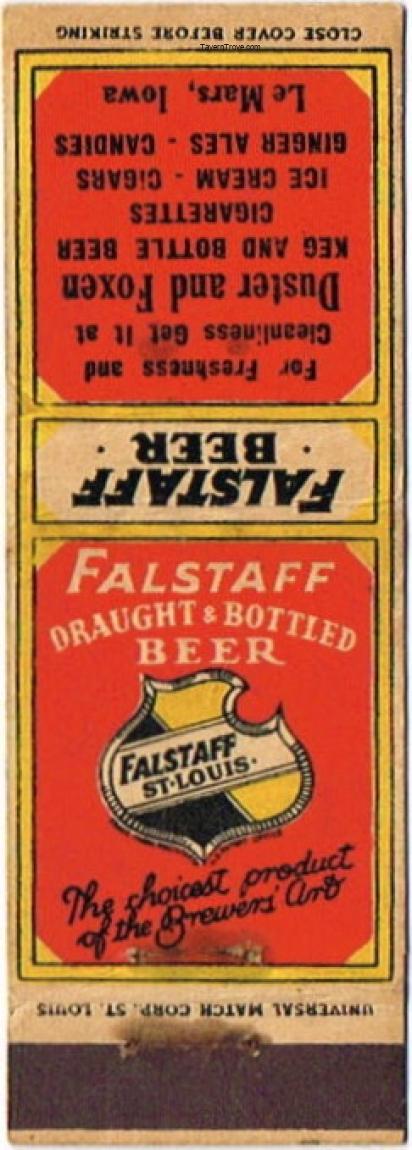 CLOSE COVER BEFORE STRIKING
TavernTrove.com
For Freshness and
Cleanliness Get It at
Duster and Foxen
KEG AND BOTTLE BEER
CIGARETTES
ICE CREAM - CIGARS
GINGER ALES - CANDIES
Le Mars, Iowa
FALSTAFF
· BEER ·
FALSTAFF
DRAUGHT & BOTTLED
BEER
FALSTAFF
ST·LOUIS·
The choicest product
of the Brewers' Art
UNIVERSAL MATCH CORP. ST. LOUIS